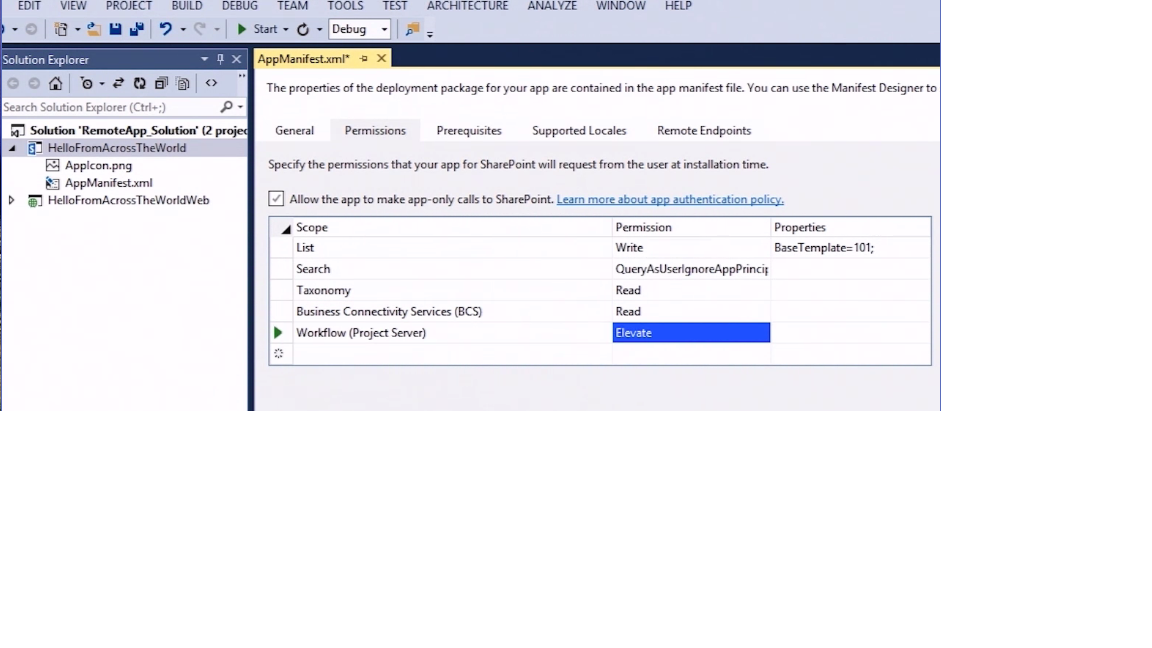 EDIT VIEW PROJECT BUILD DEBUG TEAM TOOLS TEST ARCHITECTURE ANALYZE WINDOW HELP
Start Debug
Solution Explorer
AppManifest.xml*
Search Solution Explorer (Ctrl+;)
Solution 'RemoteApp_Solution' (2 projec
HelloFromAcrossTheWorld
AppIcon.png
AppManifest.xml
HelloFromAcrossTheWorldWeb
The properties of the deployment package for your app are contained in the app manifest file. You can use the Manifest Designer to
General Permissions Prerequisites Supported Locales Remote Endpoints
Specify the permissions that your app for SharePoint will request from the user at installation time.
Allow the app to make app-only calls to SharePoint. Learn more about app authentication policy.
Scope Permission Properties
List Write BaseTemplate=101;
Search QueryAsUserIgnoreAppPrincip
Taxonomy Read
Business Connectivity Services (BCS) Read
Workflow (Project Server) Elevate